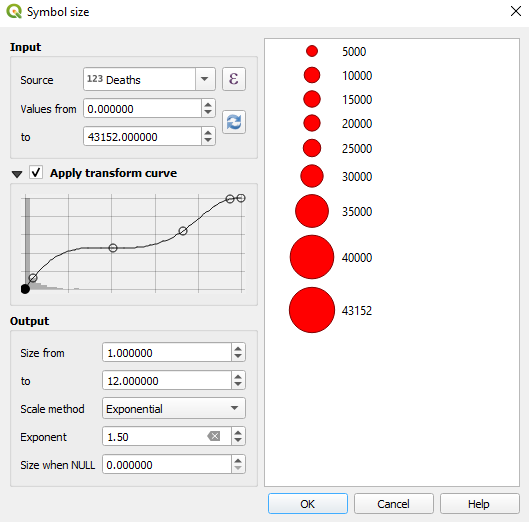 Symbol size
Input
Source 123 Deaths ε
Values from 0.000000
to 43152.000000
Apply transform curve
Output
Size from 1.000000
to 12.000000
Scale method Exponential
Exponent 1.50
Size when NULL 0.000000
5000
10000
15000
20000
25000
30000
35000
40000
43152
OK Cancel Help